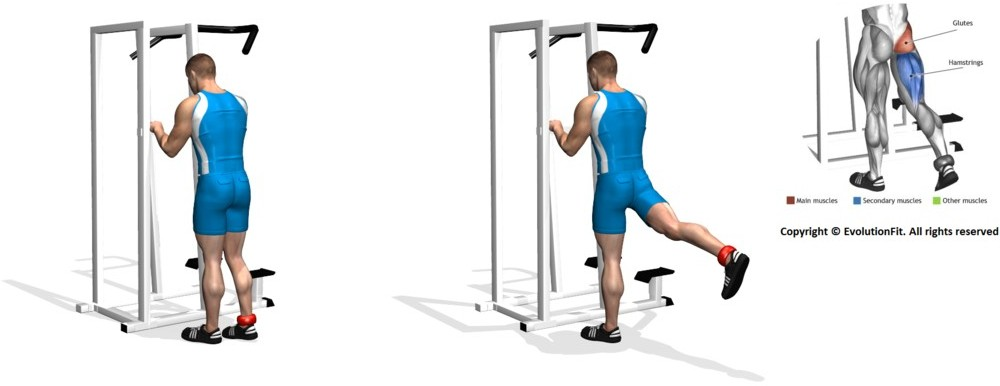 Glutes
Hamstrings
Main muscles Secondary muscles Other muscles
Copyright © EvolutionFit. All rights reserved